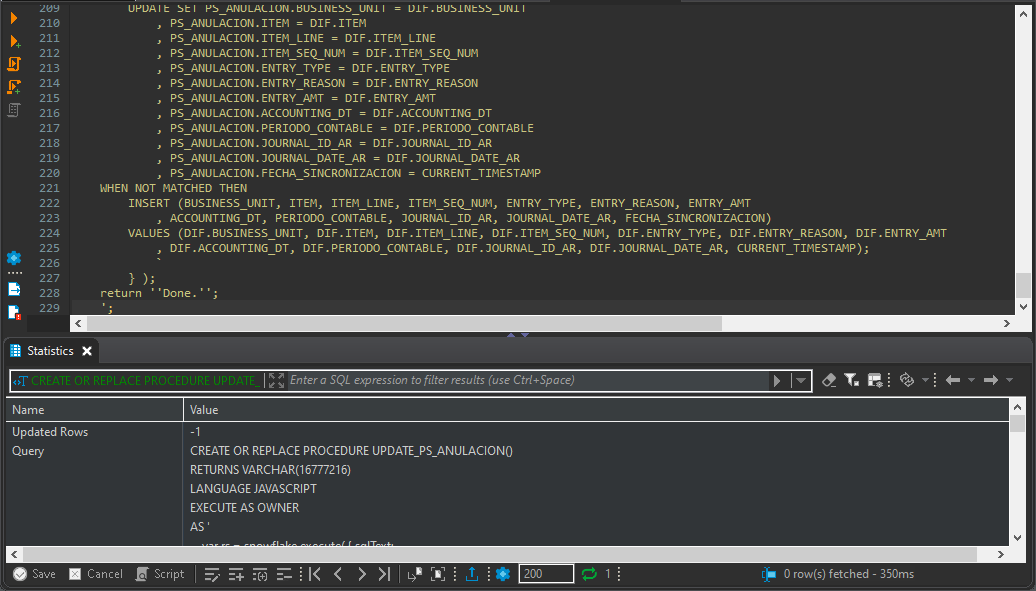 209 UPDATE SET PS_ANULACION.BUSINESS_UNIT = DIF.BUSINESS_UNIT
210 , PS_ANULACION.ITEM = DIF.ITEM
211 , PS_ANULACION.ITEM_LINE = DIF.ITEM_LINE
212 , PS_ANULACION.ITEM_SEQ_NUM = DIF.ITEM_SEQ_NUM
213 , PS_ANULACION.ENTRY_TYPE = DIF.ENTRY_TYPE
214 , PS_ANULACION.ENTRY_REASON = DIF.ENTRY_REASON
215 , PS_ANULACION.ENTRY_AMT = DIF.ENTRY_AMT
216 , PS_ANULACION.ACCOUNTING_DT = DIF.ACCOUNTING_DT
217 , PS_ANULACION.PERIODO_CONTABLE = DIF.PERIODO_CONTABLE
218 , PS_ANULACION.JOURNAL_ID_AR = DIF.JOURNAL_ID_AR
219 , PS_ANULACION.JOURNAL_DATE_AR = DIF.JOURNAL_DATE_AR
220 , PS_ANULACION.FECHA_SINCRONIZACION = CURRENT_TIMESTAMP
221 WHEN NOT MATCHED THEN
222 INSERT (BUSINESS_UNIT, ITEM, ITEM_LINE, ITEM_SEQ_NUM, ENTRY_TYPE, ENTRY_REASON, ENTRY_AMT
223 , ACCOUNTING_DT, PERIODO_CONTABLE, JOURNAL_ID_AR, JOURNAL_DATE_AR, FECHA_SINCRONIZACION)
224 VALUES (DIF.BUSINESS_UNIT, DIF.ITEM, DIF.ITEM_LINE, DIF.ITEM_SEQ_NUM, DIF.ENTRY_TYPE, DIF.ENTRY_REASON, DIF.ENTRY_AMT
225 , DIF.ACCOUNTING_DT, DIF.PERIODO_CONTABLE, DIF.JOURNAL_ID_AR, DIF.JOURNAL_DATE_AR, CURRENT_TIMESTAMP);
226 `
227 } );
228 return ''Done.'';
229 ';
Statistics
CREATE OR REPLACE PROCEDURE UPDATE_ Enter a SQL expression to filter results (use Ctrl+Space)
Name Value
Updated Rows -1
Query CREATE OR REPLACE PROCEDURE UPDATE_PS_ANULACION()
RETURNS VARCHAR(16777216)
LANGUAGE JAVASCRIPT
EXECUTE AS OWNER
AS '
var rs = snowflake.execute( { sqlText:
Save Cancel Script 200 1 0 row(s) fetched - 350ms